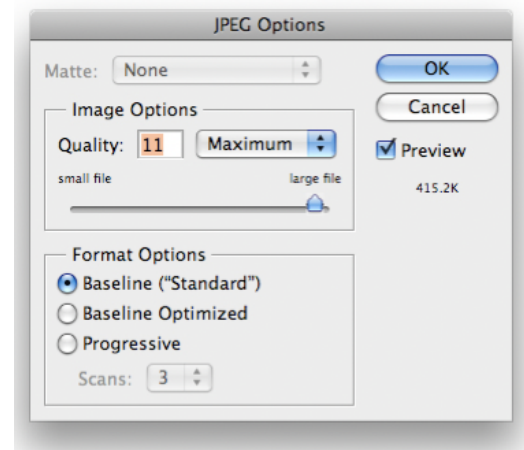 JPEG Options
Matte: None
OK
Image Options
Cancel
Quality: 11 Maximum
Preview
small file large file
415.2K
Format Options
Baseline (“Standard”)
Baseline Optimized
Progressive
Scans: 3